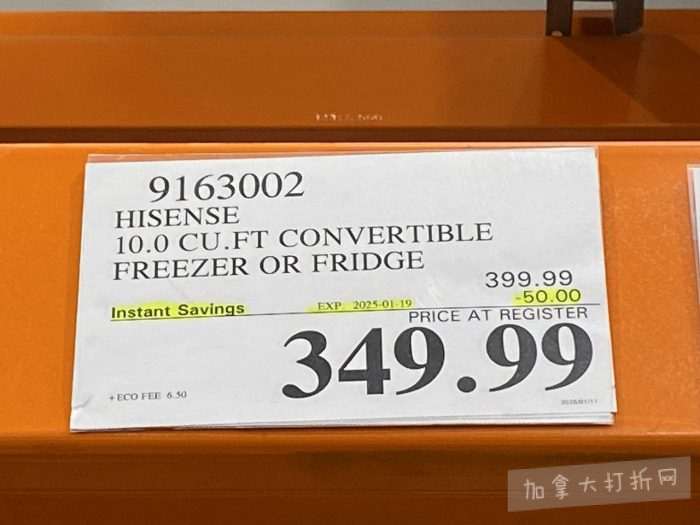 9163002
HISENSE
10.0 CU.FT CONVERTIBLE
FREEZER OR FRIDGE
399.99
Instant Savings EXP. 2025-01-19 -50.00
PRICE AT REGISTER
349.99
+ECO FEE 6.50
加拿大打折网